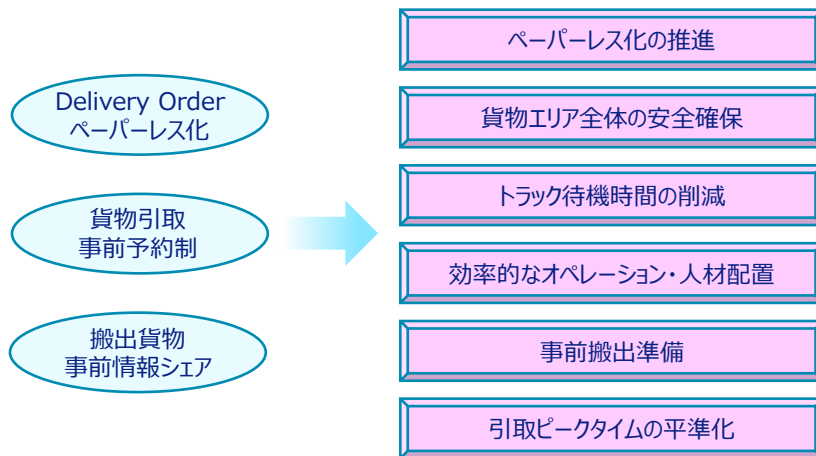 Delivery Order
ペーパーレス化
貨物引取
事前予約制
搬出貨物
事前情報シェア
ペーパーレス化の推進
貨物エリア全体の安全確保
トラック待機時間の削減
効率的なオペレーション・人材配置
事前搬出準備
引取ピークタイムの平準化